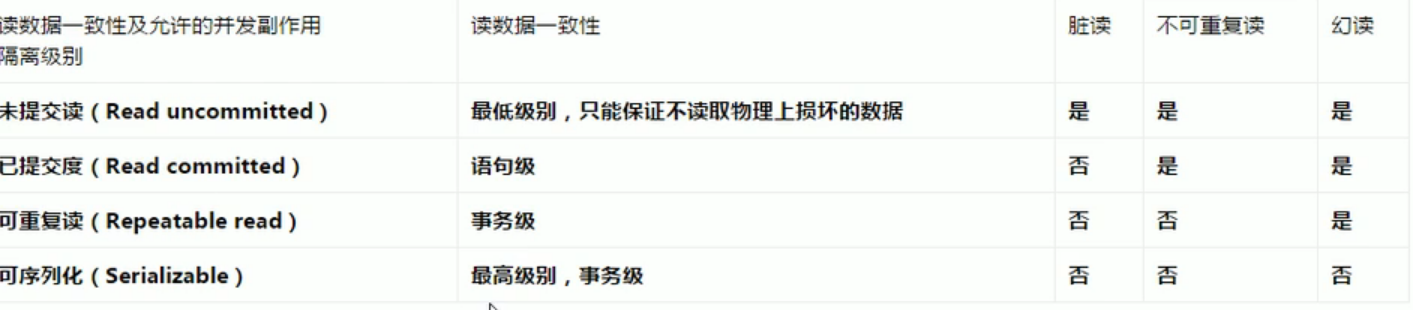 读数据一致性及允许的并发副作用 读数据一致性 脏读 不可重复读 幻读
隔离级别
未提交读（Read uncommitted） 最低级别，只能保证不读取物理上损坏的数据 是 是 是
已提交度（Read committed） 语句级 否 是 是
可重复读（Repeatable read） 事务级 否 否 是
可序列化（Serializable） 最高级别，事务级 否 否 否